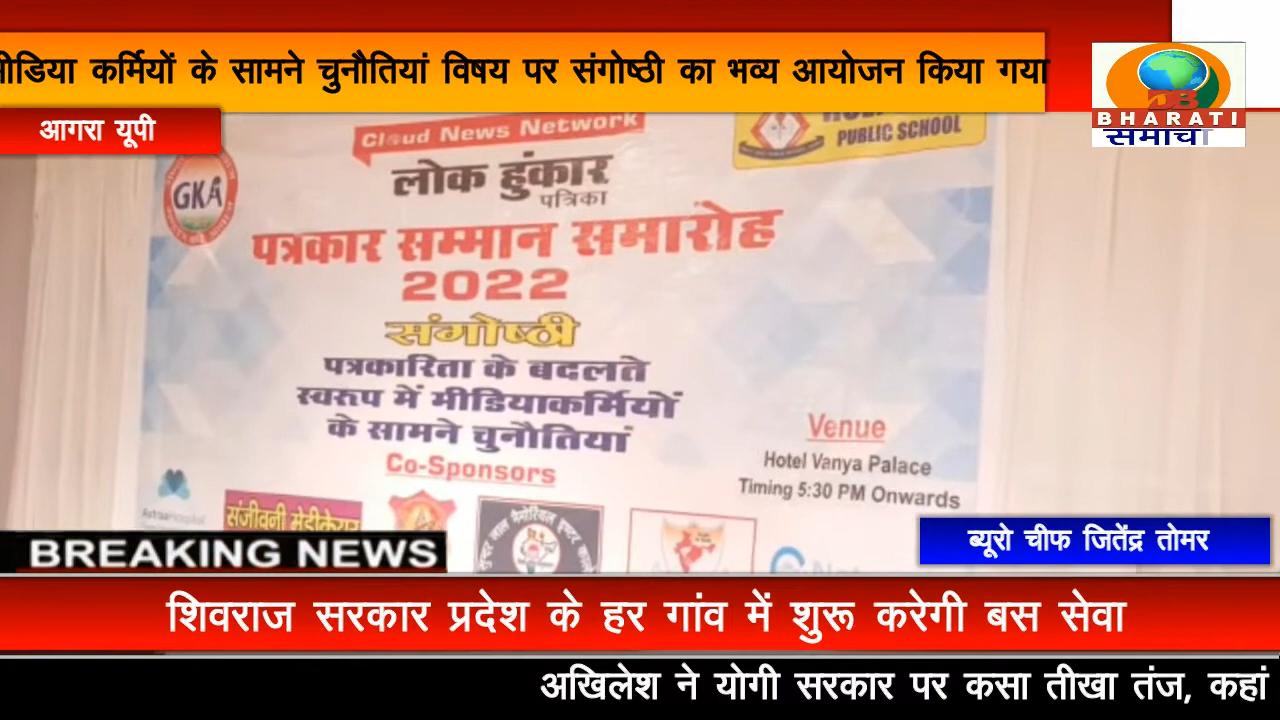 मीडिया कर्मियों के सामने चुनौतियां विषय पर संगोष्ठी का भव्य आयोजन किया गया
आगरा यूपी
BHARATI
समाचा
Cloud News Network
PUBLIC SCHOOL
GKA
लोक हुंकार
पत्रिका
पत्रकार सम्मान समारोह
2022
संगोष्ठी
पत्रकारिता के बदलते
स्वरूप में मीडियाकर्मियों
के सामने चुनौतियां
Venue
Hotel Vanya Palace
Timing 5:30 PM Onwards
Co-Sponsors
संजीवनी मेडीकेयर
BREAKING NEWS
ब्यूरो चीफ जितेंद्र तोमर
शिवराज सरकार प्रदेश के हर गांव में शुरू करेगी बस सेवा
अखिलेश ने योगी सरकार पर कसा तीखा तंज, कहां